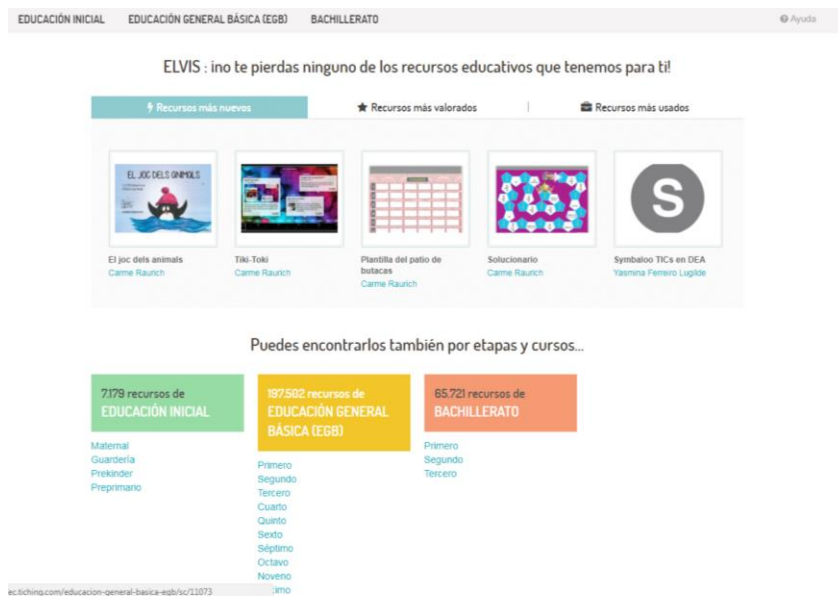 EDUCACIÓN INICIAL EDUCACIÓN GENERAL BÁSICA (EGB) BACHILLERATO Ayuda
ELVIS : ¡no te pierdas ninguno de los recursos educativos que tenemos para ti!
Recursos más nuevos Recursos más valorados Recursos más usados
EL JOC DELS ANIMALS
S
El joc dels animals
Carme Raurich
Tiki-Toki
Carme Raurich
Plantilla del patio de
butacas
Carme Raurich
Solucionario
Carme Raurich
Symbaloo TICs en DEA
Yasmina Ferreiro Lugilde
Puedes encontrarlos también por etapas y cursos...
7.179 recursos de
EDUCACIÓN INICIAL
Maternal
Guardería
Prekinder
Preprimario
197.502 recursos de
EDUCACIÓN GENERAL
BÁSICA (EGB)
Primero
Segundo
Tercero
Cuarto
Quinto
Sexto
Séptimo
Octavo
Noveno
65.721 recursos de
BACHILLERATO
Primero
Segundo
Tercero
ec.tiching.com/educacion-general-basica-egb/sc/11073